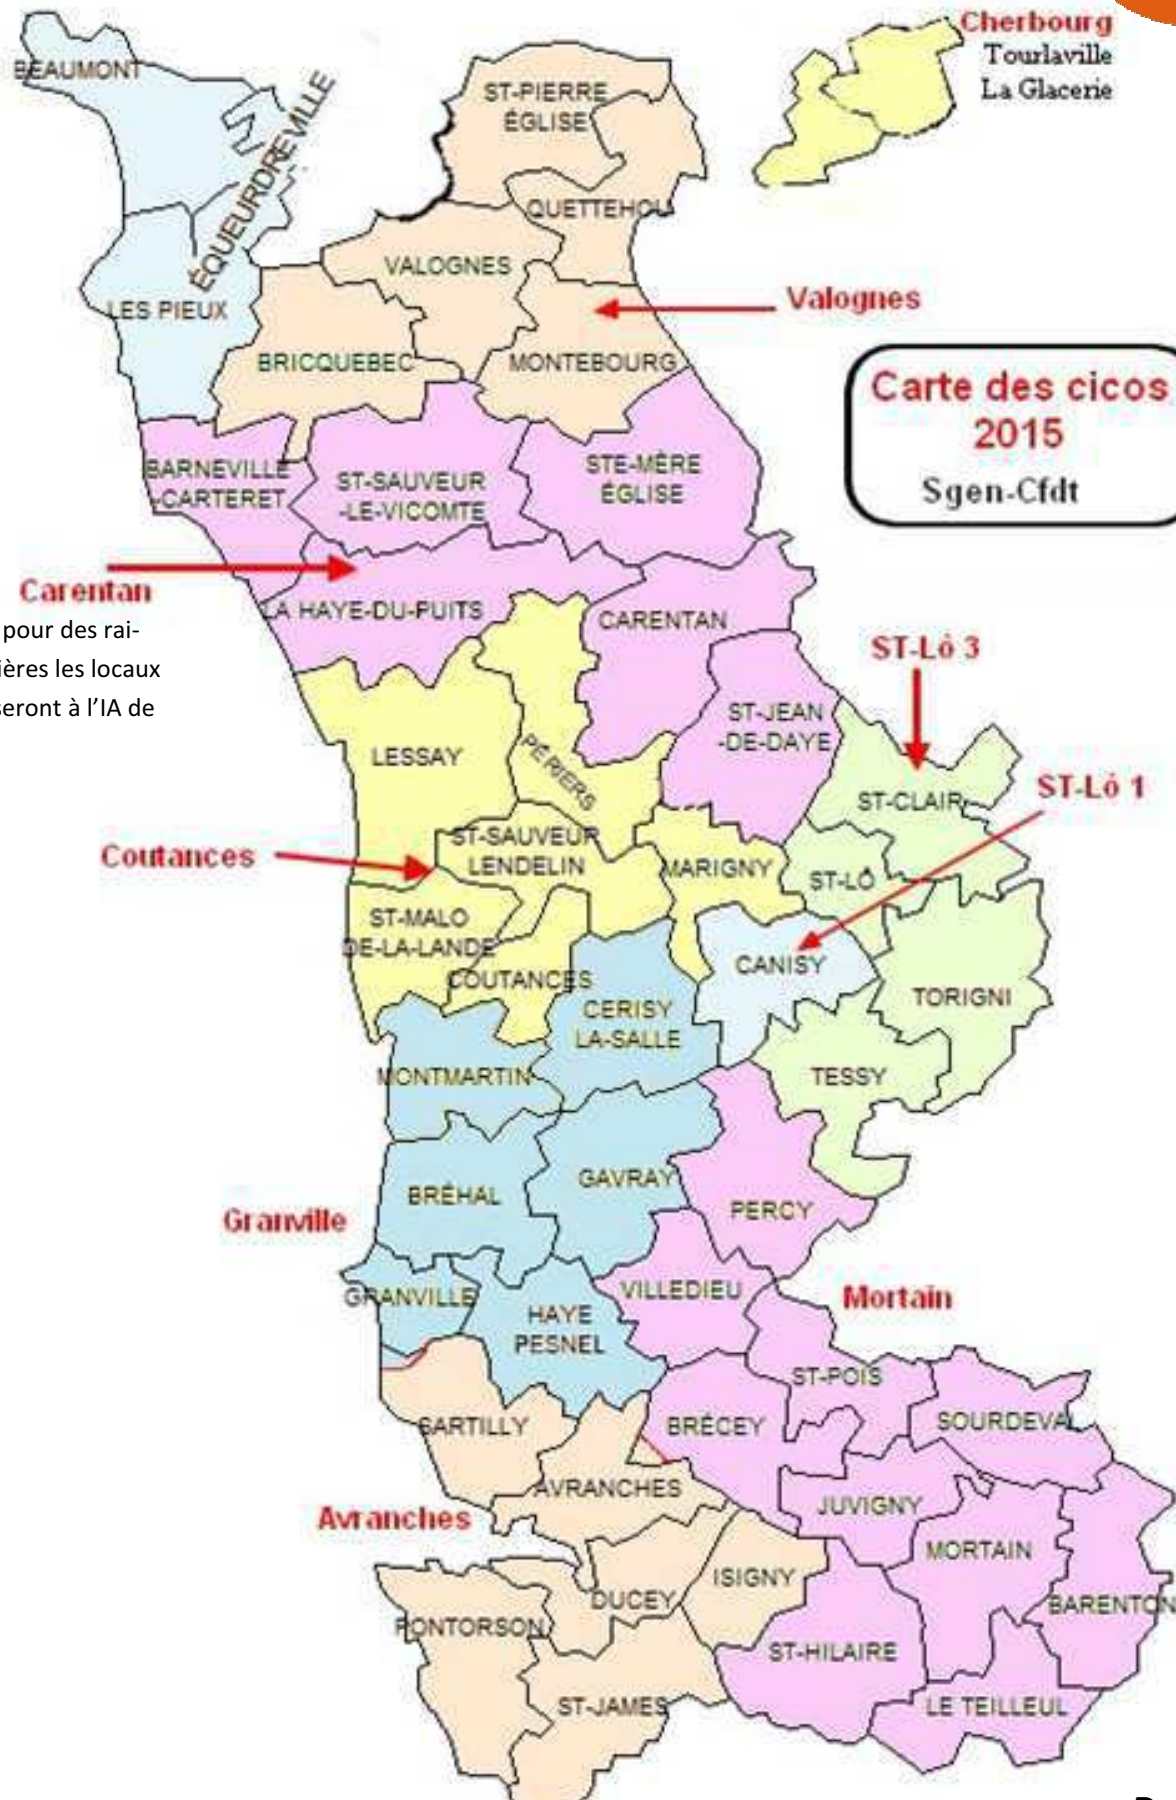 Cherbourg
Tourlaville
La Glacerie
BEAUMONT
ÉQUEURDREVILLE
ST-PIERRE
ÉGLISE
QUETTEHOU
VALOGNES
LES PIEUX
Valognes
BRICQUEBEC
MONTEBOURG
Carte des cicos
2015
Sgen-Cfdt
BARNEVILLE
-CARTERET
ST-SAUVEUR
-LE-VICOMTE
STE-MÈRE
ÉGLISE
Carentan
LA HAYE-DU-PUITS
CARENTAN
pour des rai-
ières les locaux
seront à l'IA de
ST-Lô 3
ST-JEAN
-DE-DAYE
LESSAY
PÉRIERS
ST-CLAIR
ST-Lô 1
Coutances
ST-SAUVEUR
LENDELIN
MARIGNY
ST-LÔ
ST-MALO
DE-LA-LANDE
COUTANCES
CANISY
TORIGNI
CERISY
LA-SALLE
MONTMARTIN
TESSY
GAVRAY
BRÉHAL
PERCY
Granville
GRANVILLE
VILLEDIEU
Mortain
HAYE
PESNEL
ST-POIS
SARTILLY
BRÉCEY
SOURDEVAL
AVRANCHES
Avranches
JUVIGNY
MORTAIN
ISIGNY
DUCEY
BARENTON
PONTORSON
ST-HILAIRE
ST-JAMES
LE TEILLEUL